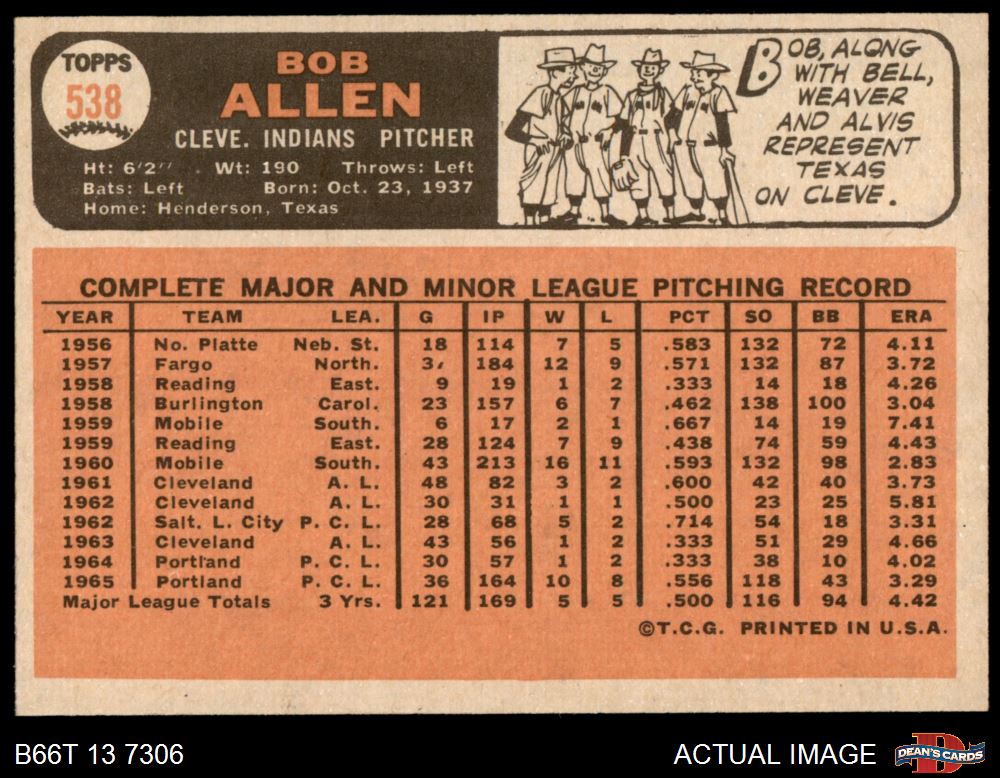 TOPPS
538
BOB
ALLEN
CLEVE. INDIANS PITCHER
Ht: 6'2" Wt: 190 Throws: Left
Bats: Left Born: Oct. 23, 1937
Home: Henderson, Texas
BOB, ALONG
WITH BELL,
WEAVER
AND ALVIS
REPRESENT
TEXAS
ON CLEVE.
COMPLETE MAJOR AND MINOR LEAGUE PITCHING RECORD
YEAR TEAM LEA. G IP W L PCT SO BB ERA
1956 No. Platte Neb. St. 18 114 7 5 .583 132 72 4.11
1957 Fargo North. 184 12 9 .571 132 87 3.72
1958 Reading East. 9 19 1 2 .333 14 18 4.26
1958 Burlington Carol. 23 157 6 7 .462 138 100 3.04
1959 Mobile South. 6 17 2 1 .667 14 19 7.41
1959 Reading East. 28 124 7 9 .438 74 59 4.43
1960 Mobile South. 43 213 16 11 .593 132 98 2.83
1961 Cleveland A. L. 48 82 3 2 .600 42 40 3.73
1962 Cleveland A. L. 30 31 1 1 .500 23 25 5.81
1962 Salt. L. City P. C. L. 28 68 5 2 .714 54 18 3.31
1963 Cleveland A. L. 43 56 1 2 .333 51 29 4.66
1964 Portland P. C. L. 30 57 1 2 .333 38 10 4.02
1965 Portland P. C. L. 36 164 10 8 .556 118 43 3.29
Major League Totals 3 Yrs. 121 169 5 5 .500 116 94 4.42
©T.C.G. PRINTED IN U.S.A.
B66T 13 7306
ACTUAL IMAGE
DEAN'S CARDS